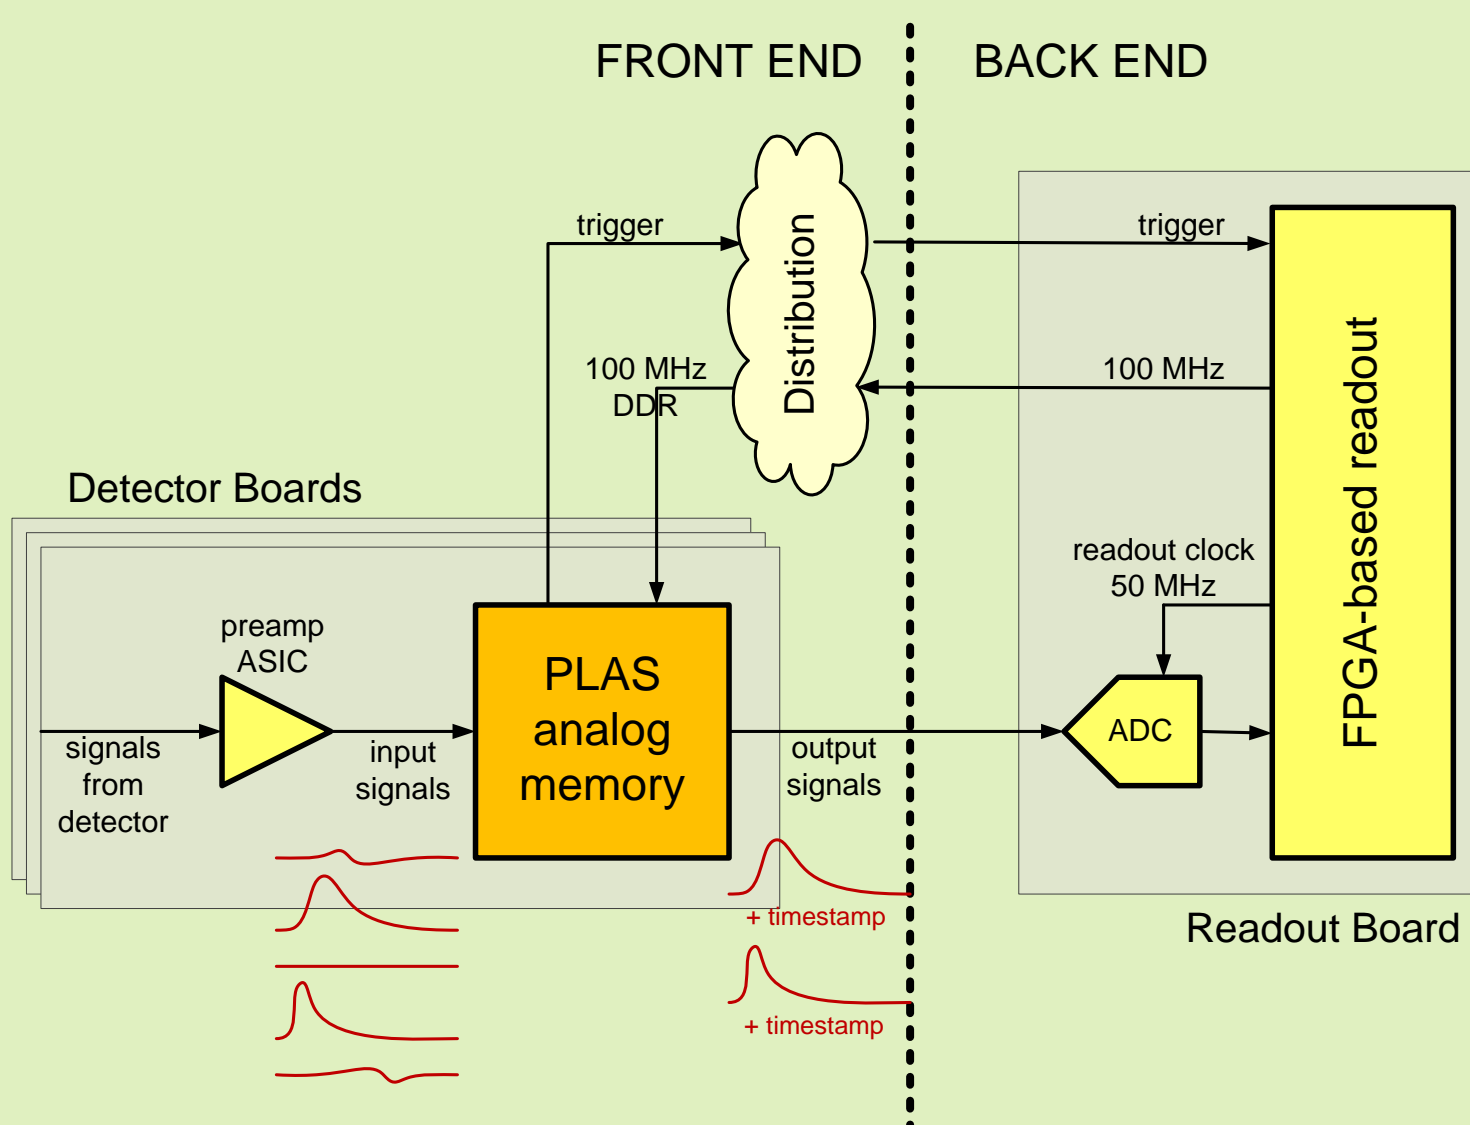 FRONT END
BACK END
trigger
trigger
Distribution
100 MHz
DDR
100 MHz
FPGA-based readout
Detector Boards
readout clock
50 MHz
preamp
ASIC
PLAS
analog
memory
ADC
signals
from
detector
input
signals
output
signals
+ timestamp
Readout Board
+ timestamp